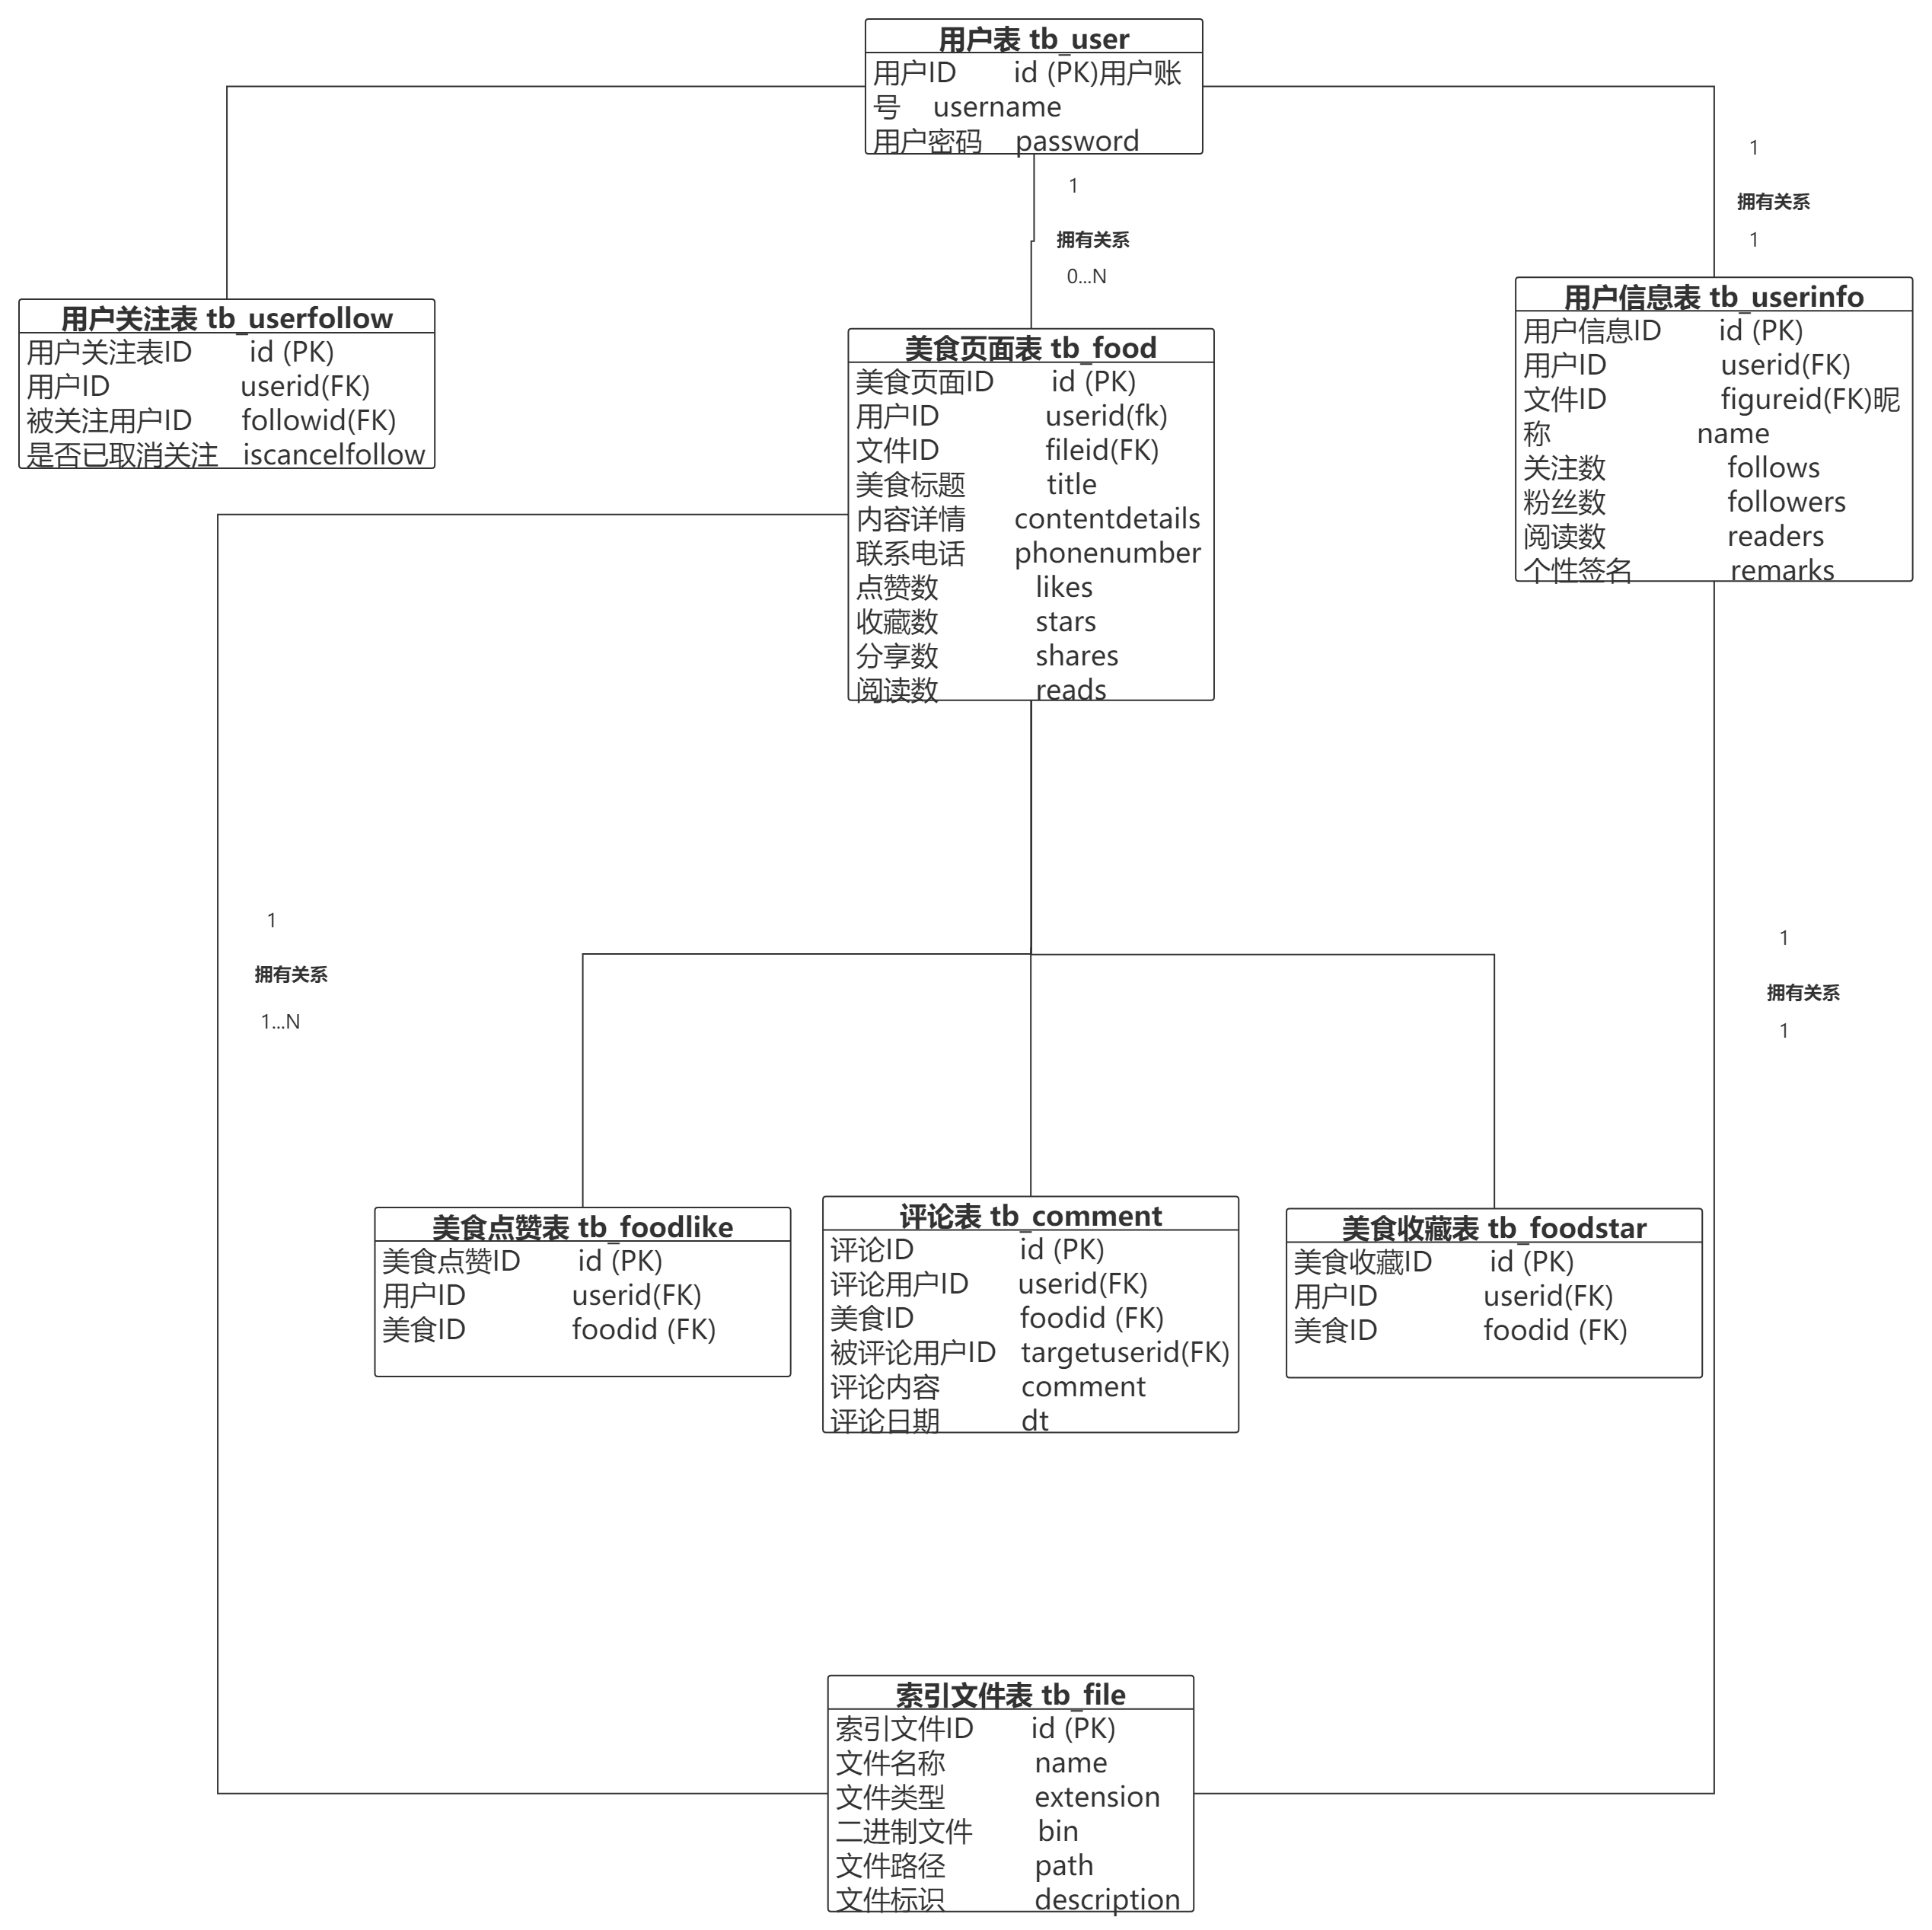 用户表 tb_user
用户ID id (PK)用户账
号 username
用户密码 password
1
拥有关系
0...N
1
拥有关系
1
用户关注表 tb_userfollow
用户关注表ID id (PK)
用户ID userid(FK)
被关注用户ID followid(FK)
是否已取消关注 iscancelfollow
美食页面表 tb_food
美食页面ID id (PK)
用户ID userid(fk)
文件ID fileid(FK)
美食标题 title
内容详情 contentdetails
联系电话 phonenumber
点赞数 likes
收藏数 stars
分享数 shares
阅读数 reads
用户信息表 tb_userinfo
用户信息ID id (PK)
用户ID userid(FK)
文件ID figureid(FK)昵
称 name
关注数 follows
粉丝数 followers
阅读数 readers
个性签名 remarks
1
拥有关系
1...N
1
拥有关系
1
美食点赞表 tb_foodlike
美食点赞ID id (PK)
用户ID userid(FK)
美食ID foodid (FK)
评论表 tb_comment
评论ID id (PK)
评论用户ID userid(FK)
美食ID foodid (FK)
被评论用户ID targetuserid(FK)
评论内容 comment
评论日期 dt
美食收藏表 tb_foodstar
美食收藏ID id (PK)
用户ID userid(FK)
美食ID foodid (FK)
索引文件表 tb_file
索引文件ID id (PK)
文件名称 name
文件类型 extension
二进制文件 bin
文件路径 path
文件标识 description